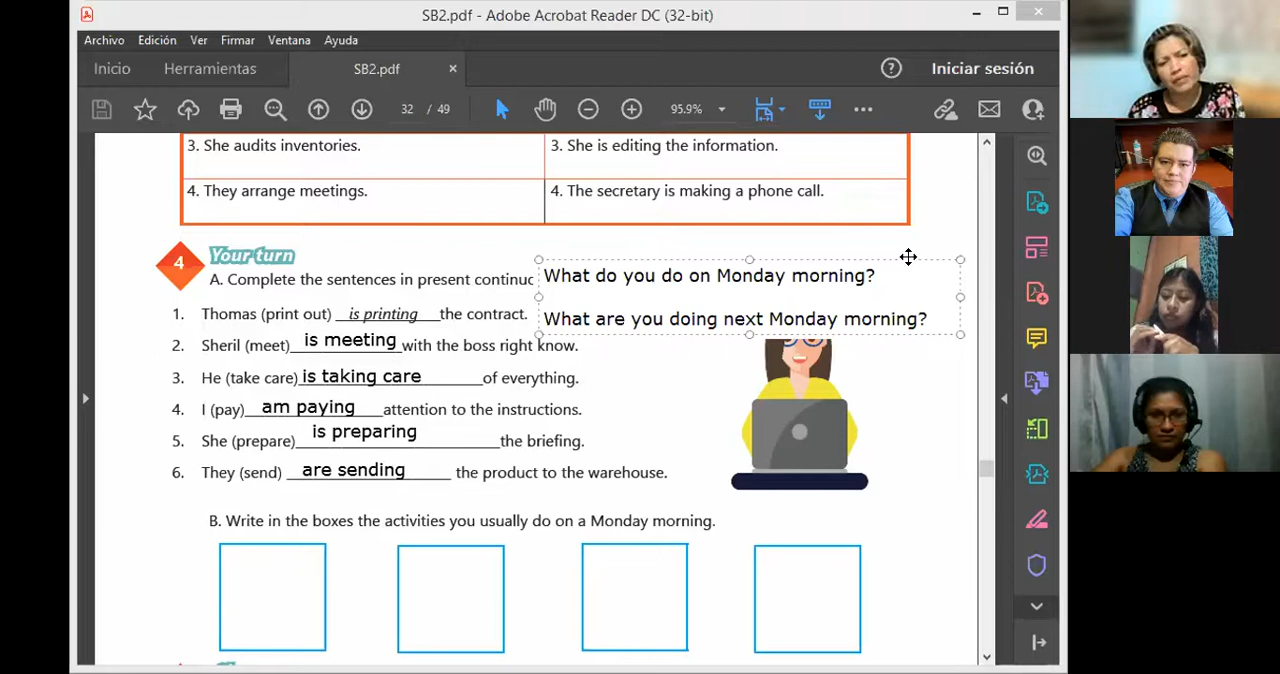 SB2.pdf - Adobe Acrobat Reader DC (32-bit)
Archivo Edición Ver Firmar Ventana Ayuda
Inicio Herramientas SB2.pdf × Iniciar sesión
32 / 49 95.9%
3. She audits inventories. 3. She is editing the information.
4. They arrange meetings. 4. The secretary is making a phone call.
4 Your turn
A. Complete the sentences in present continuc
What do you do on Monday morning?
What are you doing next Monday morning?
1. Thomas (print out) __is printing___the contract.
2. Sheril (meet) is meeting with the boss right know.
3. He (take care) is taking care of everything.
4. I (pay) am paying attention to the instructions.
5. She (prepare) is preparing the briefing.
6. They (send) are sending the product to the warehouse.
B. Write in the boxes the activities you usually do on a Monday morning.